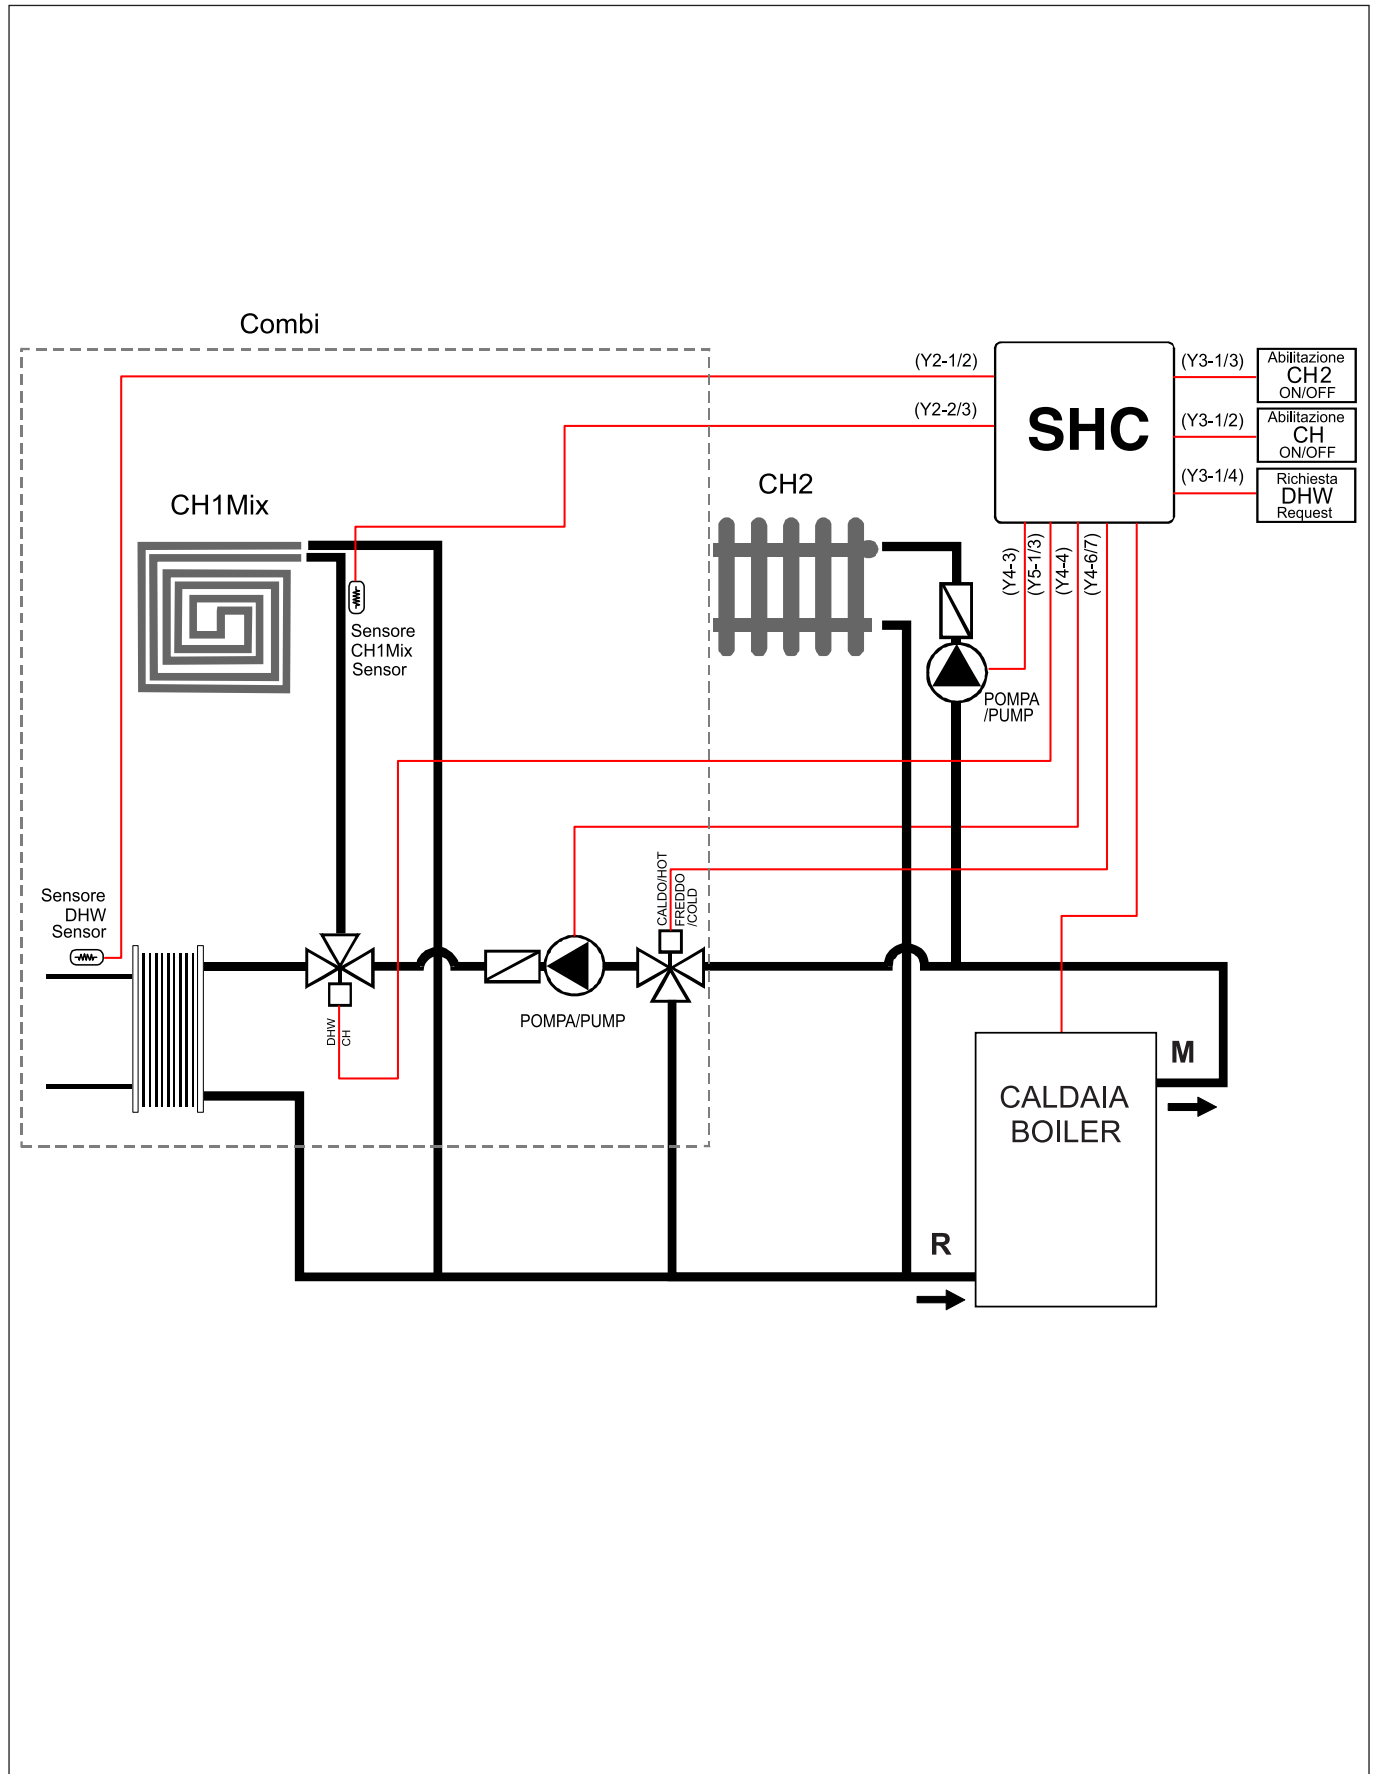 Combi
(Y2-1/2)
(Y2-2/3)
SHC
(Y3-1/3)
(Y3-1/2)
(Y3-1/4)
Abilitazione
CH2
ON/OFF
Abilitazione
CH
ON/OFF
Richiesta
DHW
Request
CH1Mix
CH2
(Y4-3)
(Y5-1/3)
(Y4-4)
(Y4-6/7)
Sensore
CH1Mix
Sensor
POMPA
/PUMP
Sensore
DHW
Sensor
CALDO/HOT
FREDDO
/COLD
DHW
CH
POMPA/PUMP
M
CALDAIA
BOILER
R